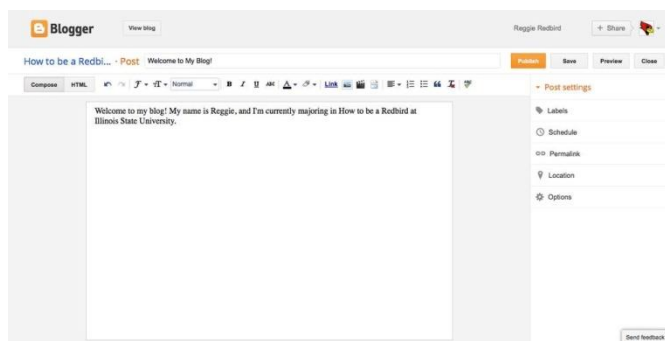 Blogger
View blog
Reggie Redbird
+ Share
How to be a Redbi... · Post
Welcome to My Blog!
Publish
Save
Preview
Close
Compose
HTML
Normal
B I U ABC A
Link
Post settings
Welcome to my blog! My name is Reggie, and I'm currently majoring in How to be a Redbird at
Illinois State University.
Labels
Schedule
Permalink
Location
Options
Send feedback